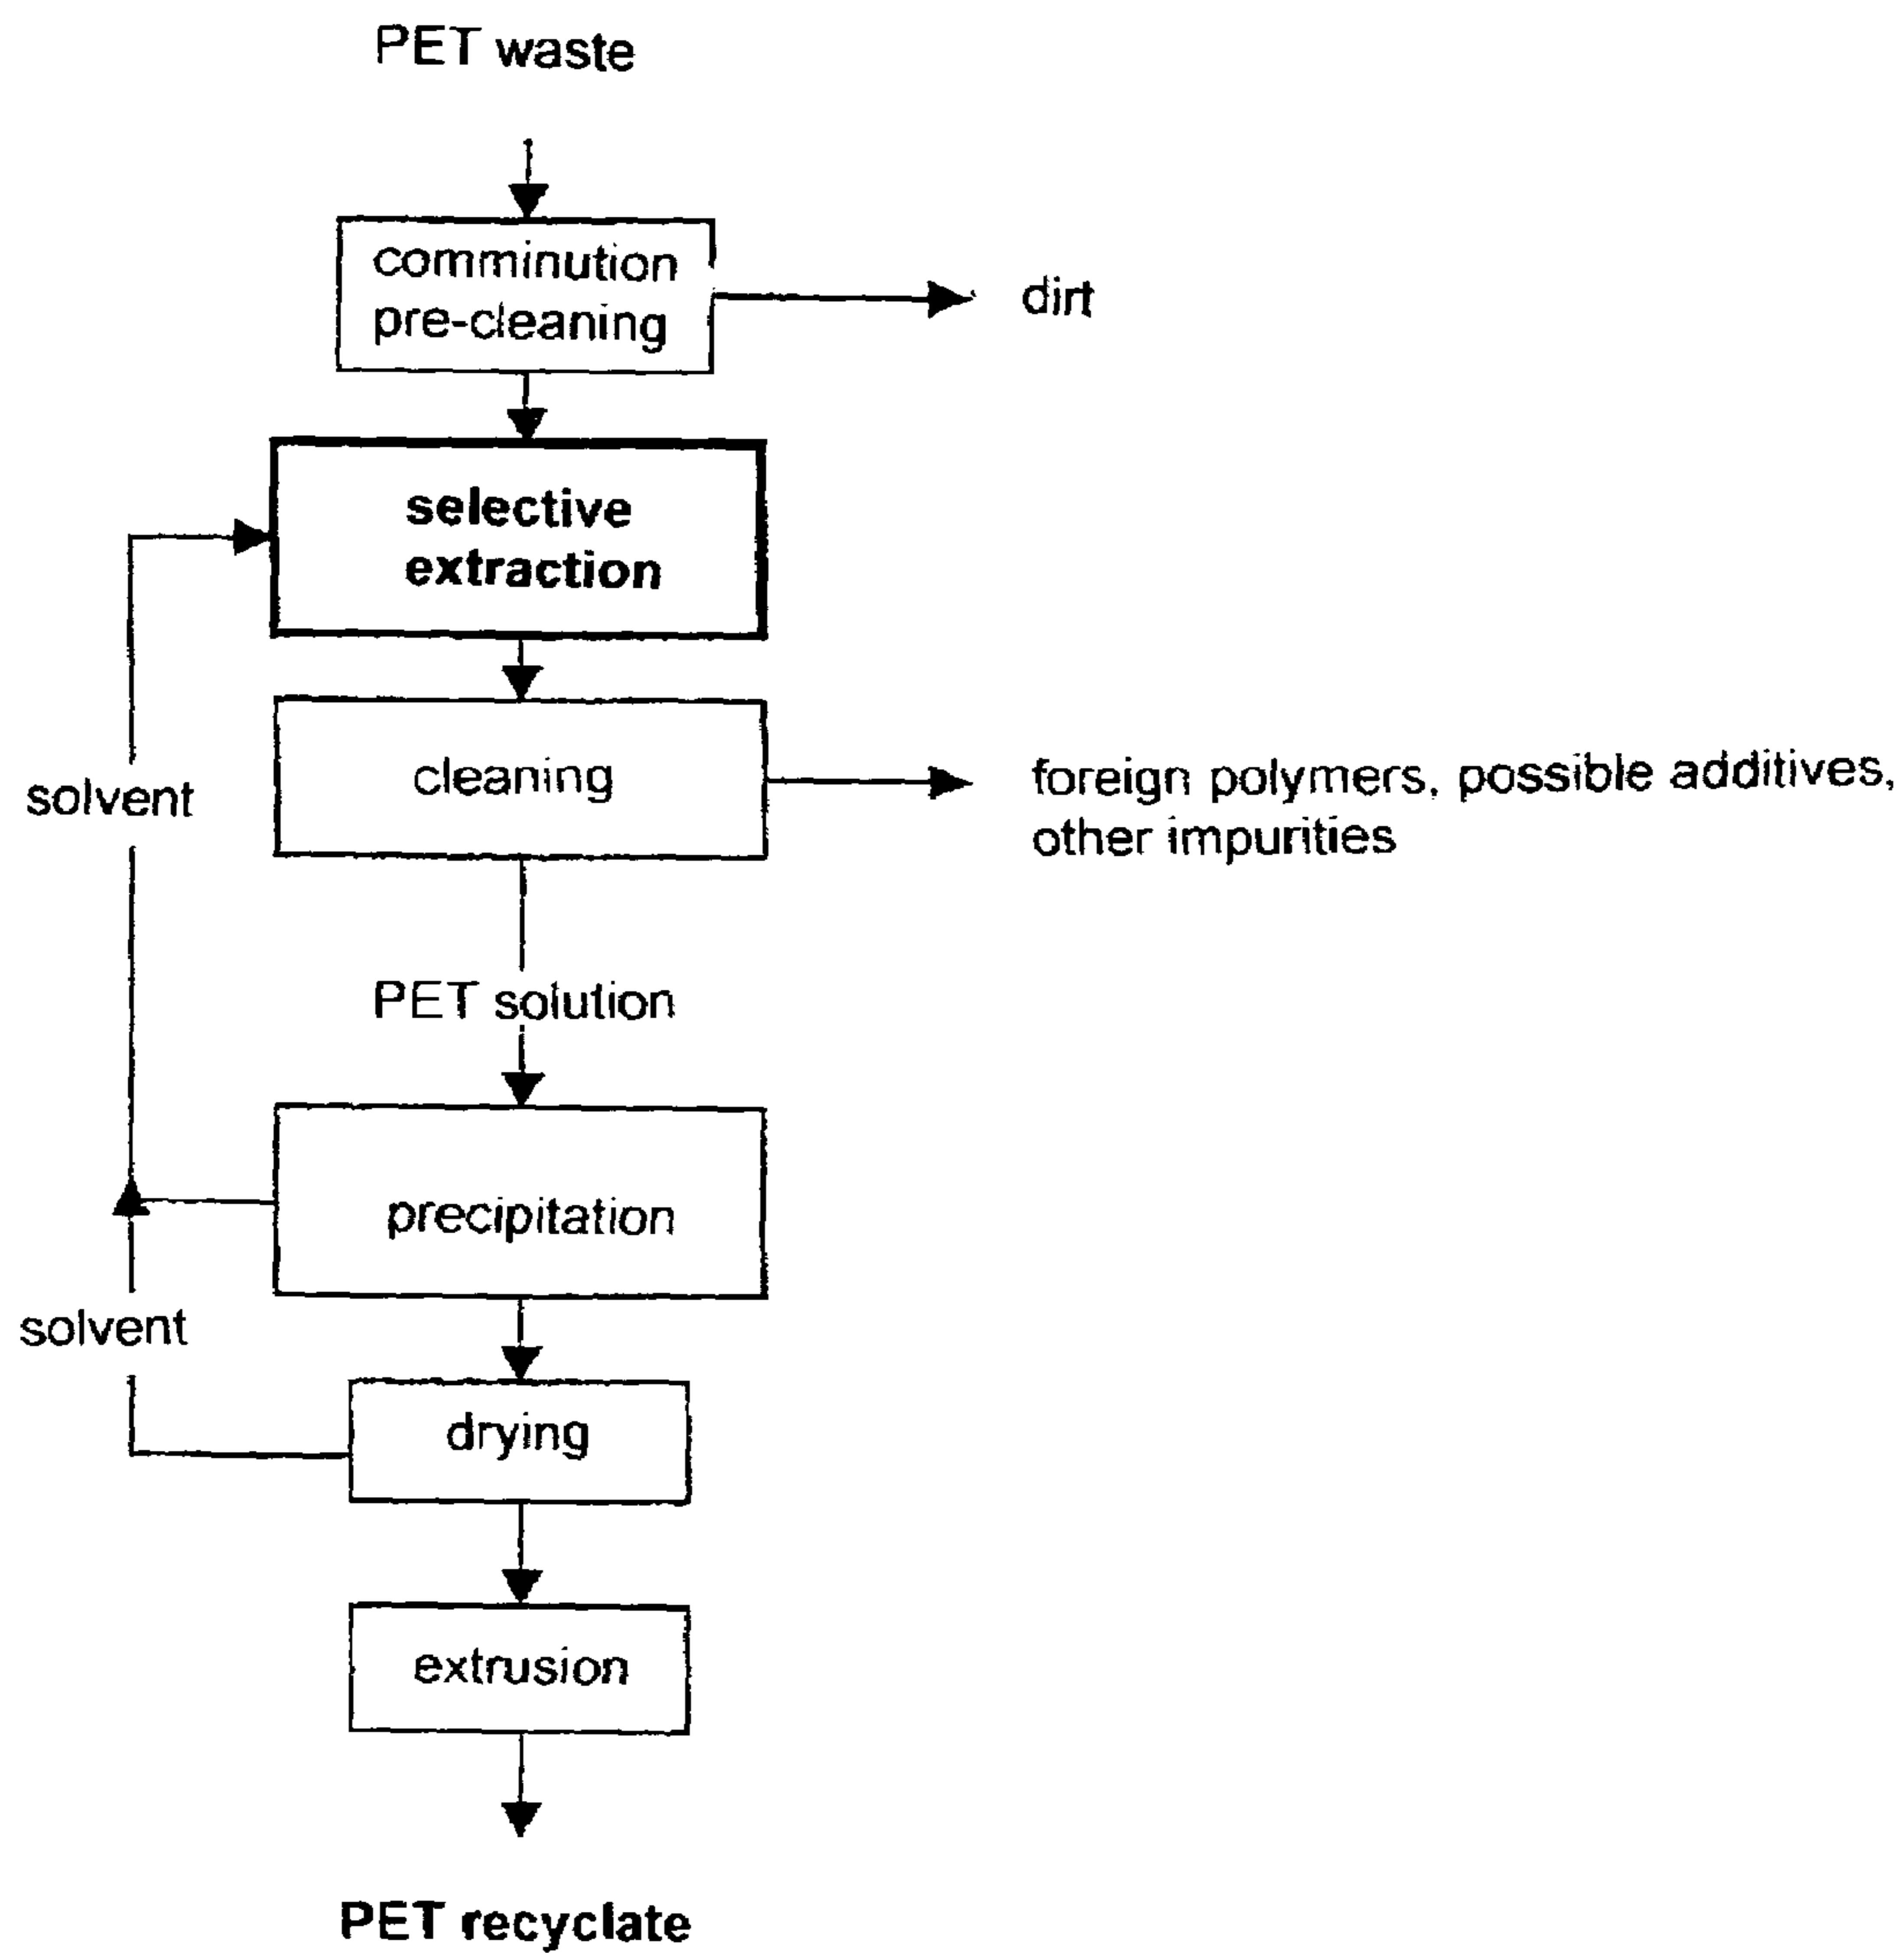 PET waste
comminution
pre-cleaning
dirt
selective
extraction
cleaning
solvent
foreign polymers, possible additives,
other impurities
PET solution
precipitation
solvent
drying
extrusion
PET recyclate